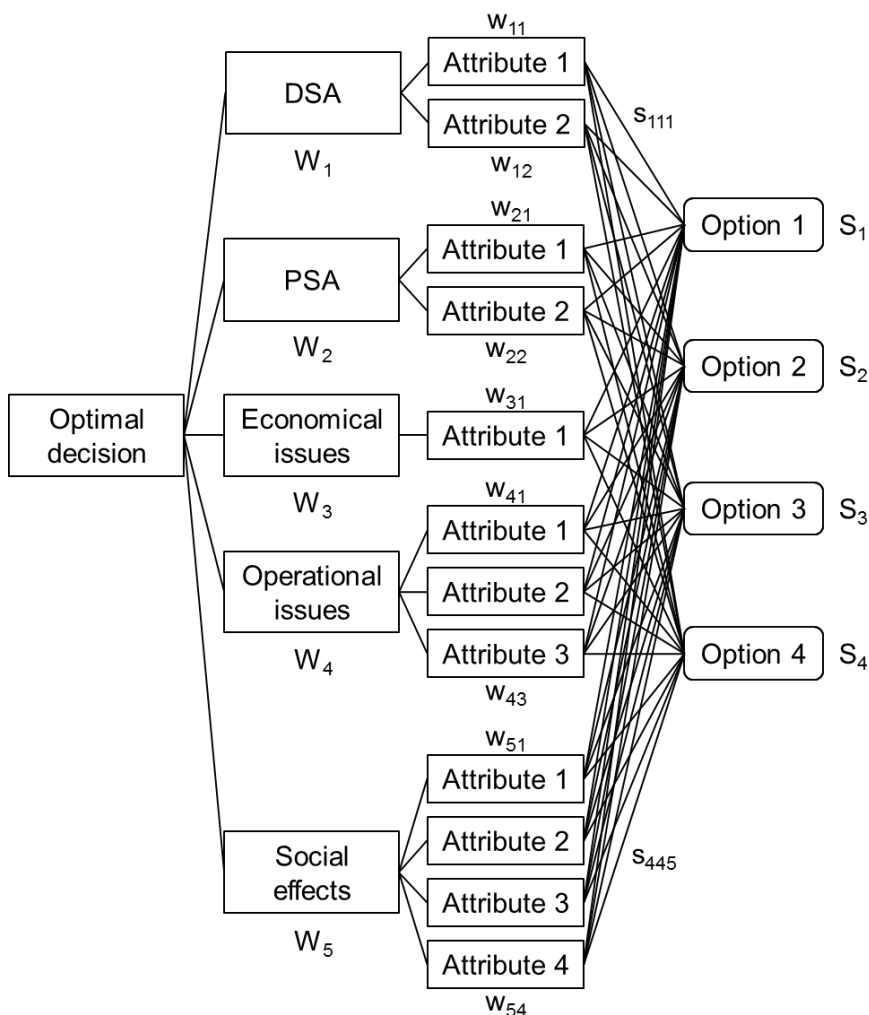 w₁₁
Attribute 1
DSA
Attribute 2
W₁
w₁₂
s₁₁₁
w₂₁
Attribute 1
PSA
Attribute 2
W₂
w₂₂
Option 1
S₁
Option 2
S₂
Optimal
decision
Economical
issues
W₃
w₃₁
Attribute 1
Option 3
S₃
w₄₁
Attribute 1
Operational
issues
Attribute 2
W₄
Attribute 3
w₄₃
Option 4
S₄
w₅₁
Attribute 1
Attribute 2
Social
effects
Attribute 3
W₅
Attribute 4
w₅₄
s₄₄₅